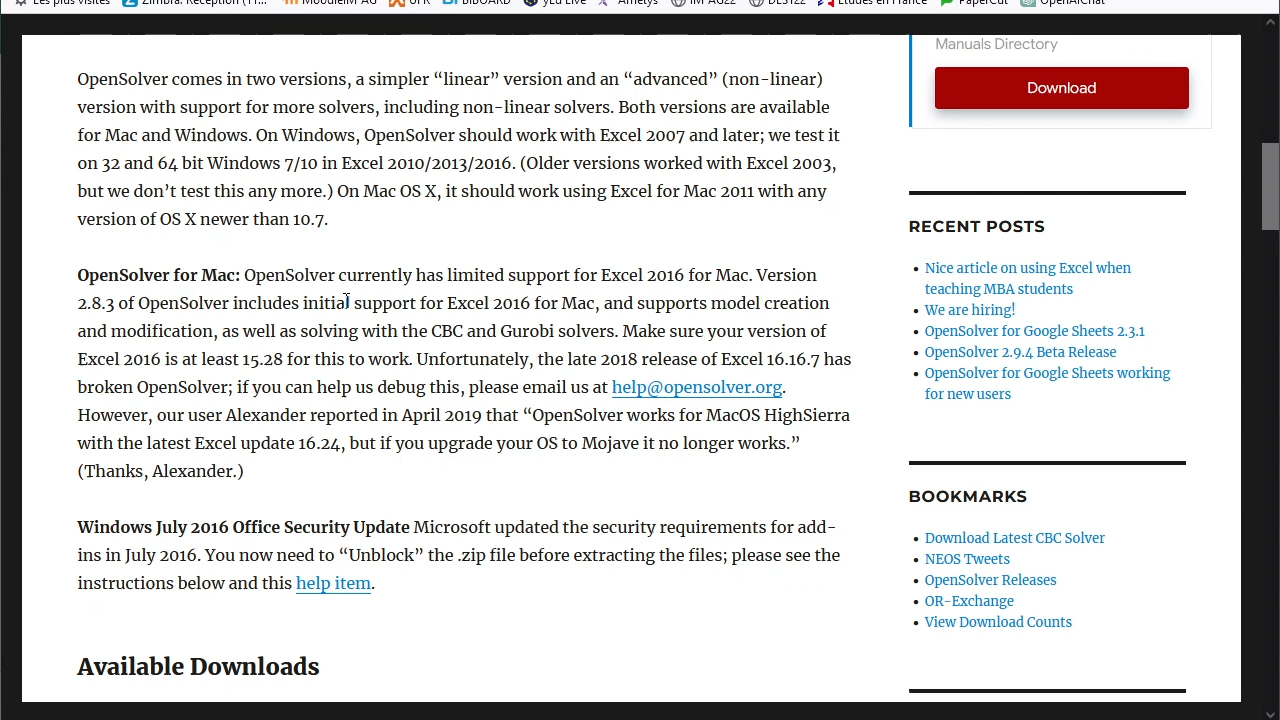 Les plus visités Zimbra: Réception (11... MoodleIM AG UPR BIBOARD yEd Live Ametys IM-AG22 DLST22 Etudes en France PaperCut OpenAIChat
Manuals Directory
Download
OpenSolver comes in two versions, a simpler “linear” version and an “advanced” (non-linear)
version with support for more solvers, including non-linear solvers. Both versions are available
for Mac and Windows. On Windows, OpenSolver should work with Excel 2007 and later; we test it
on 32 and 64 bit Windows 7/10 in Excel 2010/2013/2016. (Older versions worked with Excel 2003,
but we don’t test this any more.) On Mac OS X, it should work using Excel for Mac 2011 with any
version of OS X newer than 10.7.
OpenSolver for Mac: OpenSolver currently has limited support for Excel 2016 for Mac. Version
2.8.3 of OpenSolver includes initial support for Excel 2016 for Mac, and supports model creation
and modification, as well as solving with the CBC and Gurobi solvers. Make sure your version of
Excel 2016 is at least 15.28 for this to work. Unfortunately, the late 2018 release of Excel 16.16.7 has
broken OpenSolver; if you can help us debug this, please email us at help@opensolver.org.
However, our user Alexander reported in April 2019 that “OpenSolver works for MacOS HighSierra
with the latest Excel update 16.24, but if you upgrade your OS to Mojave it no longer works.”
(Thanks, Alexander.)
Windows July 2016 Office Security Update Microsoft updated the security requirements for add-
ins in July 2016. You now need to “Unblock” the .zip file before extracting the files; please see the
instructions below and this help item.
Available Downloads
RECENT POSTS
Nice article on using Excel when
teaching MBA students
We are hiring!
OpenSolver for Google Sheets 2.3.1
OpenSolver 2.9.4 Beta Release
OpenSolver for Google Sheets working
for new users
BOOKMARKS
Download Latest CBC Solver
NEOS Tweets
OpenSolver Releases
OR-Exchange
View Download Counts